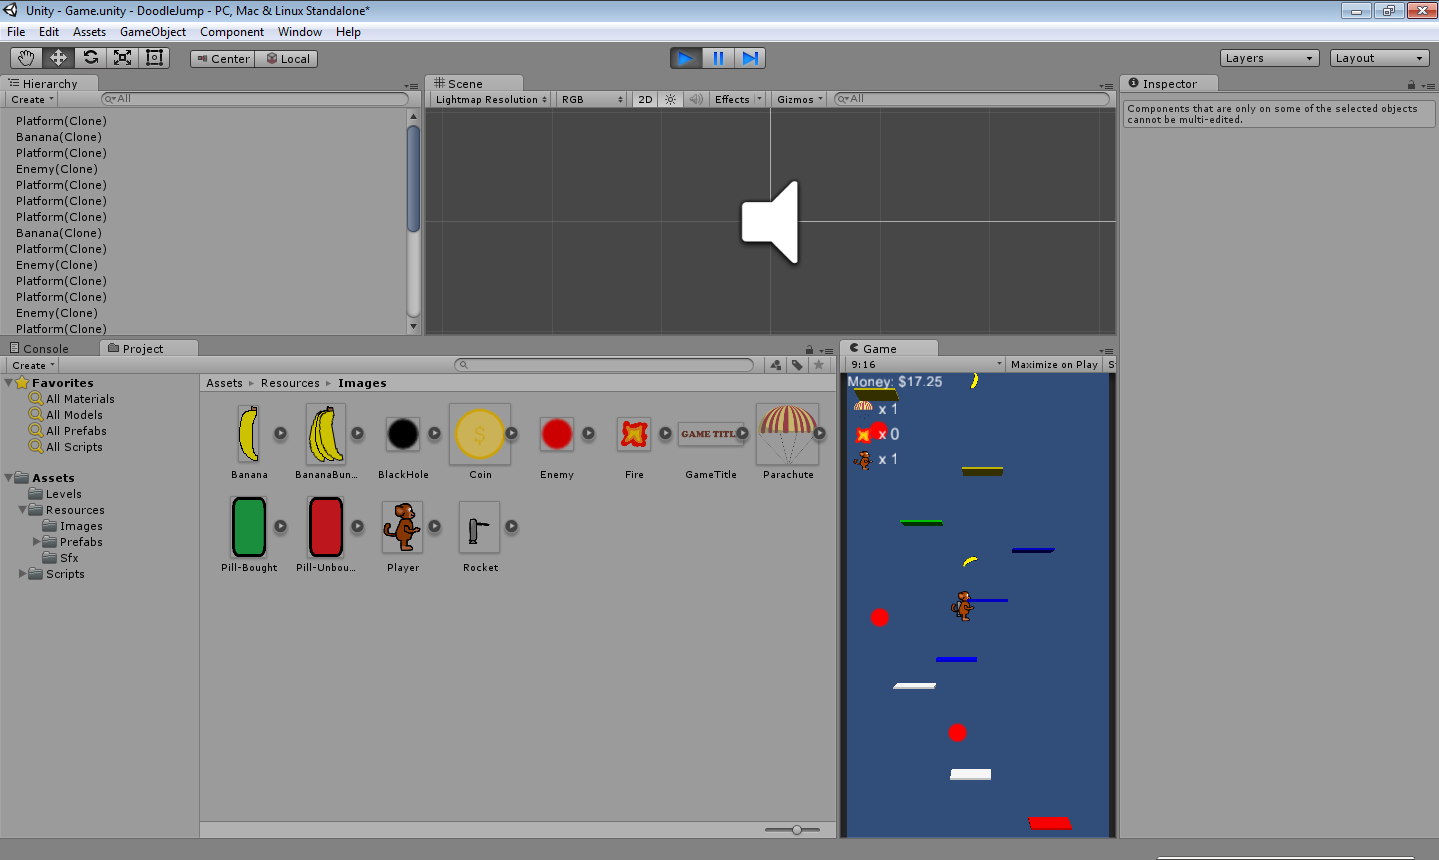 Unity - Game.unity - DoodleJump - PC, Mac & Linux Standalone*
File Edit Assets GameObject Component Window Help
Center Local Layers Layout
Hierarchy
Create All
Platform(Clone)
Banana(Clone)
Platform(Clone)
Enemy(Clone)
Platform(Clone)
Platform(Clone)
Platform(Clone)
Banana(Clone)
Platform(Clone)
Enemy(Clone)
Platform(Clone)
Platform(Clone)
Enemy(Clone)
Platform(Clone)
Scene
Lightmap Resolution RGB 2D Effects Gizmos All
Inspector
Components that are only on some of the selected objects
cannot be multi-edited.
Console Project
Create
Favorites
All Materials
All Models
All Prefabs
All Scripts
Assets
Levels
Resources
Images
Prefabs
Sfx
Scripts
Assets Resources Images
GAME TITL
Banana BananaBun... BlackHole Coin Enemy Fire GameTitle Parachute
Pill-Bought Pill-Unbou... Player Rocket
Game
9:16 Maximize on Play S
Money: $17.25
x 1
x 0
x 1